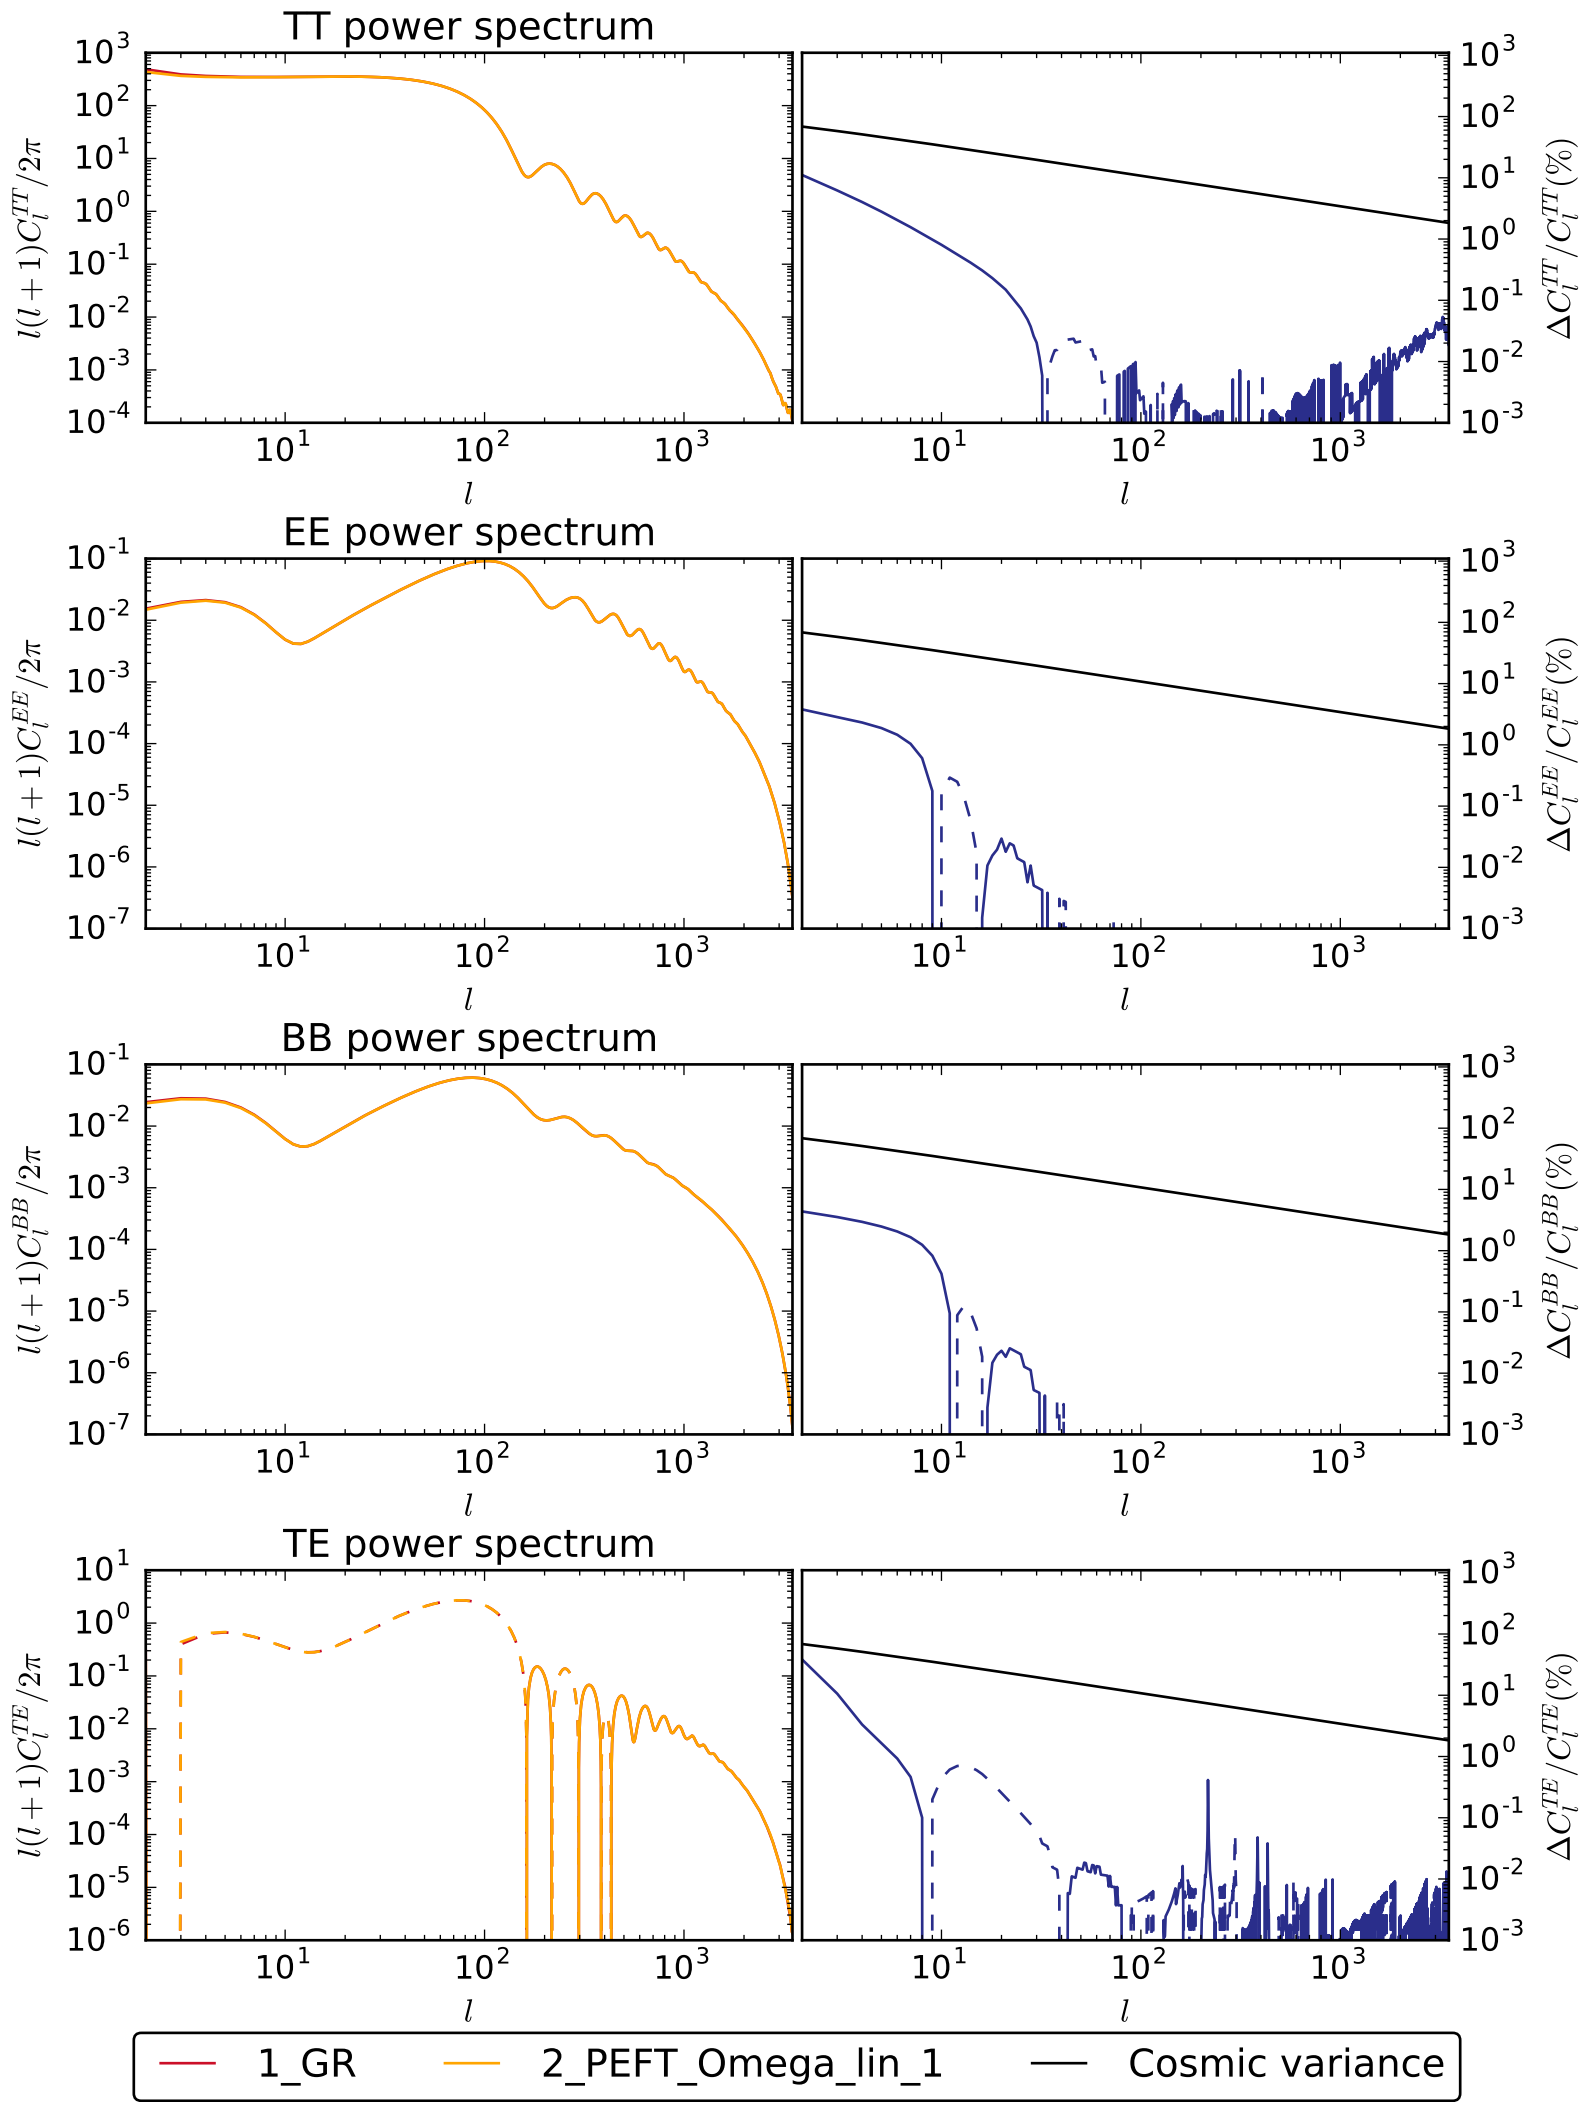 TT power spectrum
10^3
10^2
10^1
10^0
10^-1
10^-2
10^-3
10^-4
l(l + 1)C_l^{TT}/2π
10^1 10^2 10^3
l
10^3
10^2
10^1
10^0
10^-1
10^-2
10^-3
ΔC_l^{TT}/C_l^{TT}(%)
10^1 10^2 10^3
l
EE power spectrum
10^-1
10^-2
10^-3
10^-4
10^-5
10^-6
10^-7
l(l + 1)C_l^{EE}/2π
10^1 10^2 10^3
l
10^3
10^2
10^1
10^0
10^-1
10^-2
10^-3
ΔC_l^{EE}/C_l^{EE}(%)
10^1 10^2 10^3
l
BB power spectrum
10^-1
10^-2
10^-3
10^-4
10^-5
10^-6
10^-7
l(l + 1)C_l^{BB}/2π
10^1 10^2 10^3
l
10^3
10^2
10^1
10^0
10^-1
10^-2
10^-3
ΔC_l^{BB}/C_l^{BB}(%)
10^1 10^2 10^3
l
TE power spectrum
10^1
10^0
10^-1
10^-2
10^-3
10^-4
10^-5
10^-6
l(l + 1)C_l^{TE}/2π
10^1 10^2 10^3
l
10^3
10^2
10^1
10^0
10^-1
10^-2
10^-3
ΔC_l^{TE}/C_l^{TE}(%)
10^1 10^2 10^3
l
1_GR 2_PEFT_Omega_lin_1 Cosmic variance